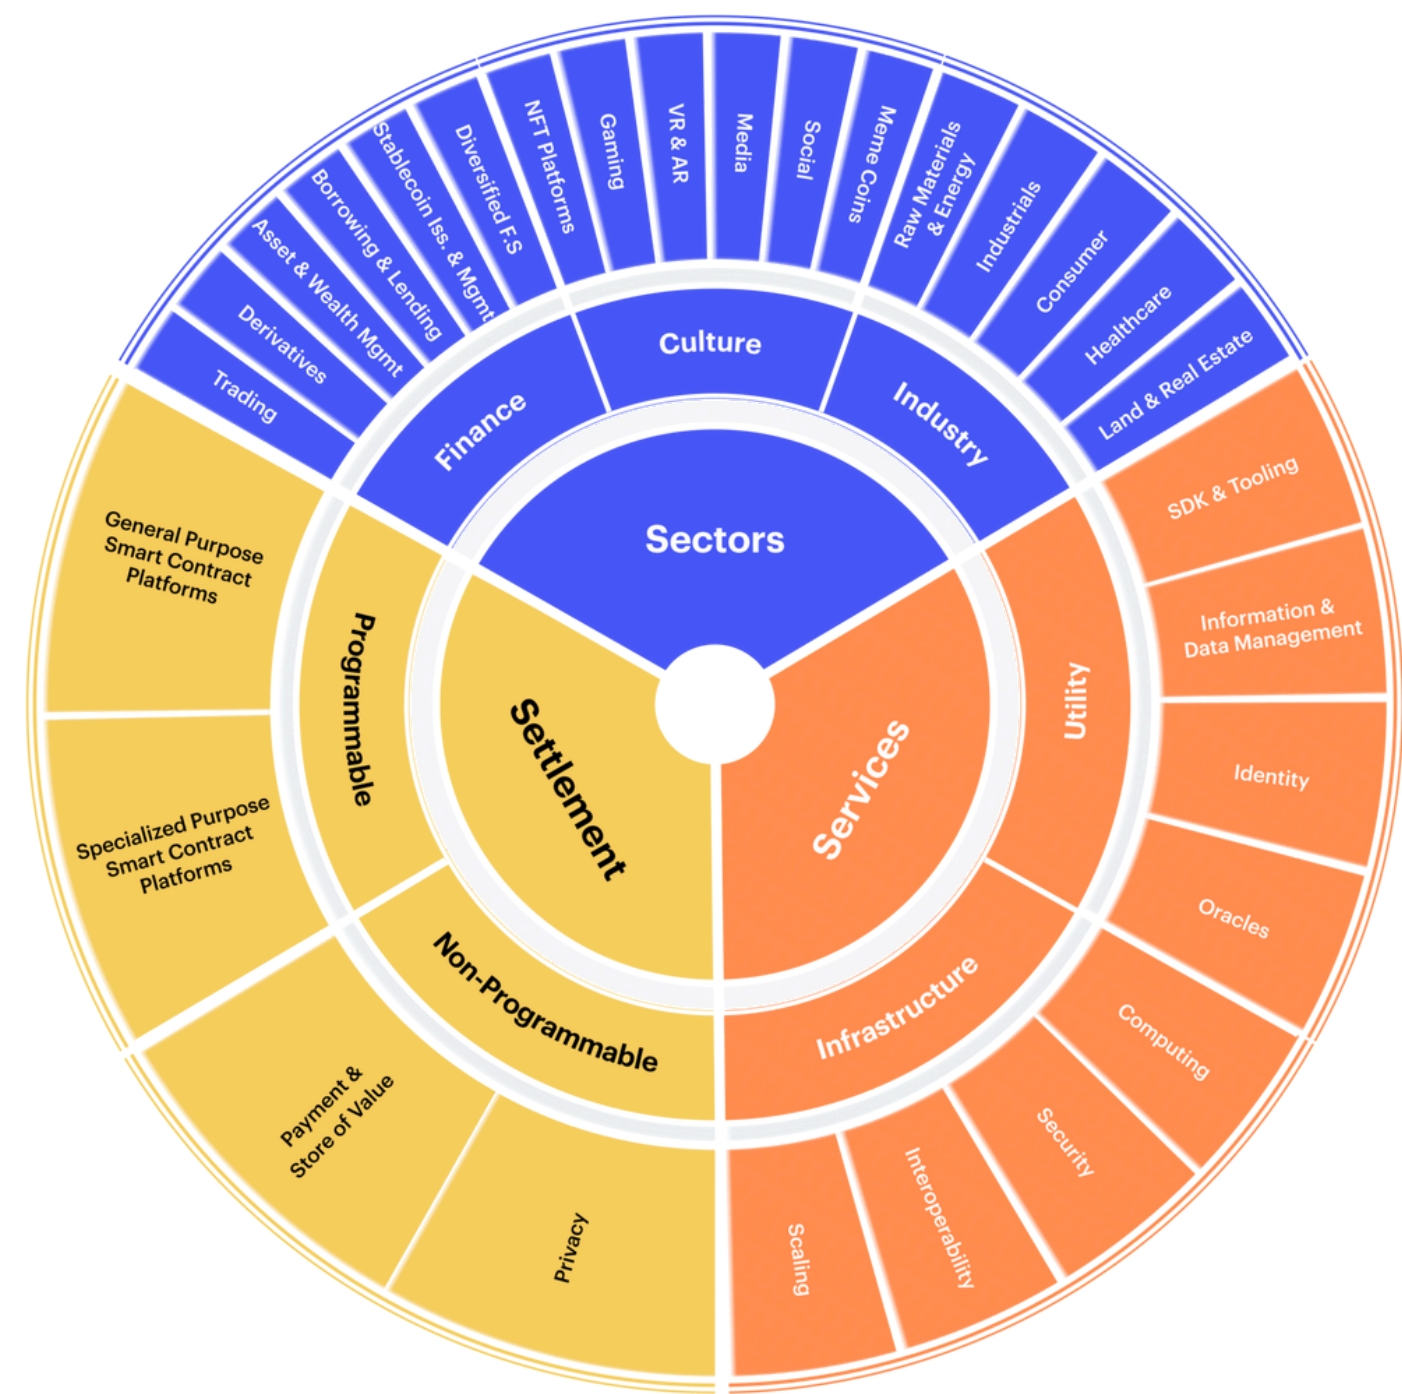 Sectors
Finance
Culture
Industry
Trading
Derivatives
Asset & Wealth Mgmt
Borrowing & Lending
Stablecoin Iss. & Mgmt
Diversified F.S
NFT Platforms
Gaming
VR & AR
Media
Social
Meme Coins
Raw Materials
& Energy
Industrials
Consumer
Healthcare
Land & Real Estate
Services
Utility
Infrastructure
SDK & Tooling
Information &
Data Management
Identity
Oracles
Computing
Security
Interoperability
Scaling
Settlement
Programmable
Non-Programmable
General Purpose
Smart Contract
Platforms
Specialized Purpose
Smart Contract
Platforms
Payment &
Store of Value
Privacy